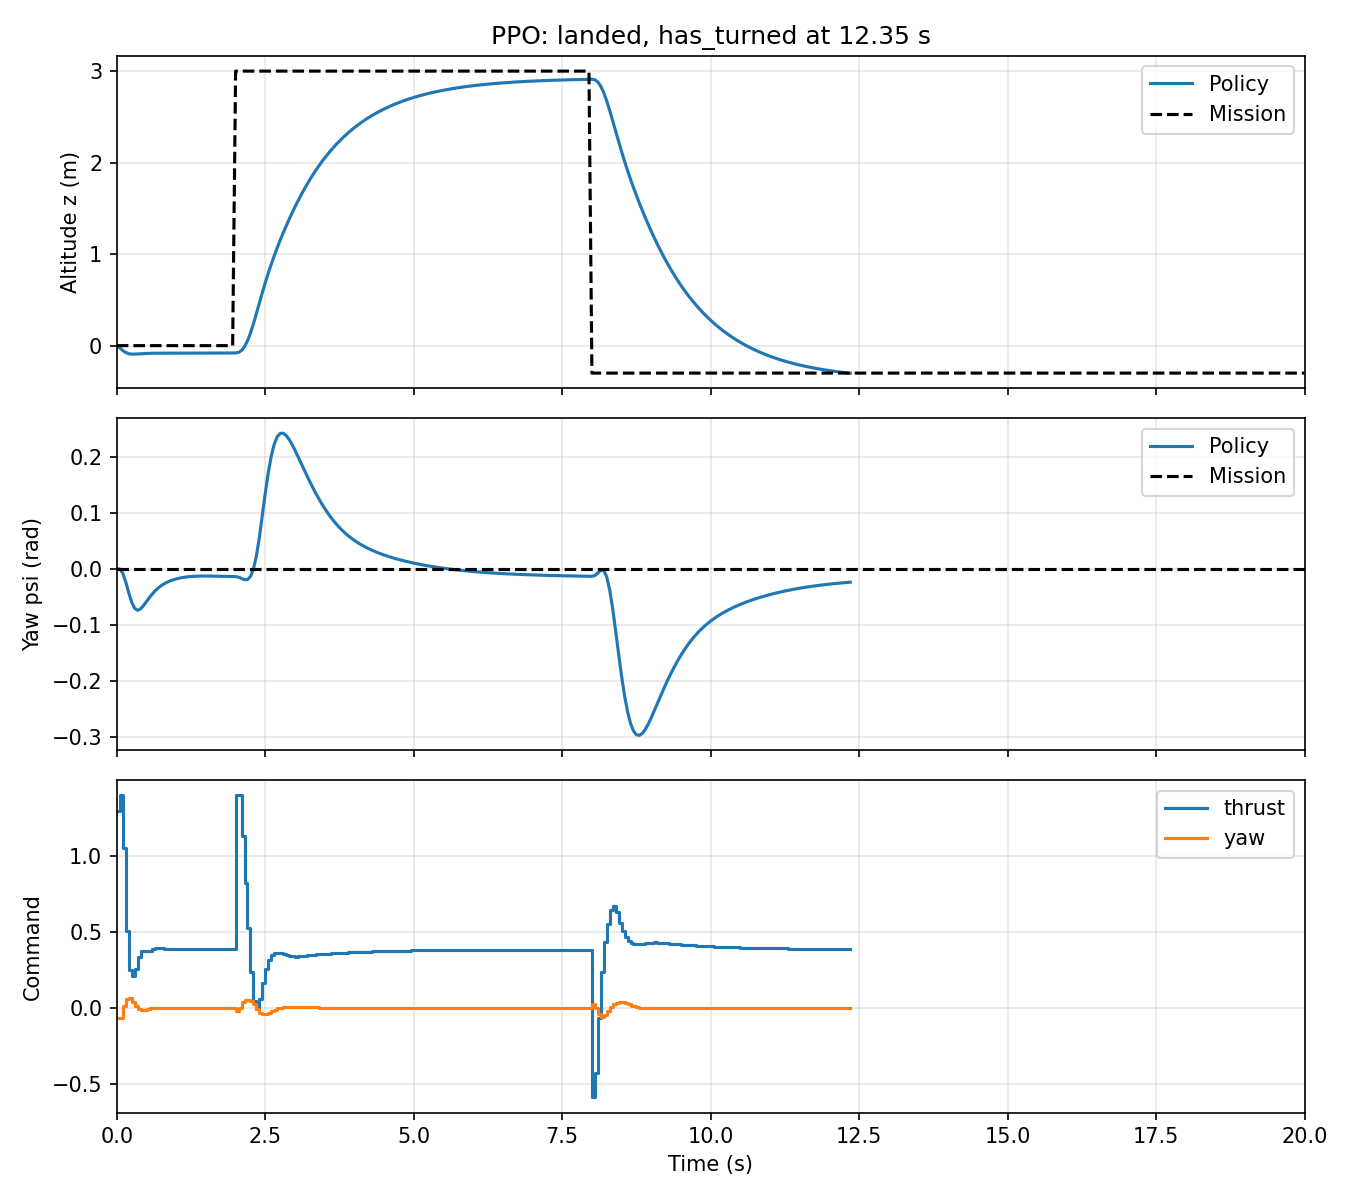 PPO: landed, has_turned at 12.35 s
3
2
1
0
Altitude z (m)
Policy
Mission
0.2
0.1
0.0
−0.1
−0.2
−0.3
Yaw psi (rad)
Policy
Mission
1.0
0.5
0.0
−0.5
Command
thrust
yaw
0.0 2.5 5.0 7.5 10.0 12.5 15.0 17.5 20.0
Time (s)